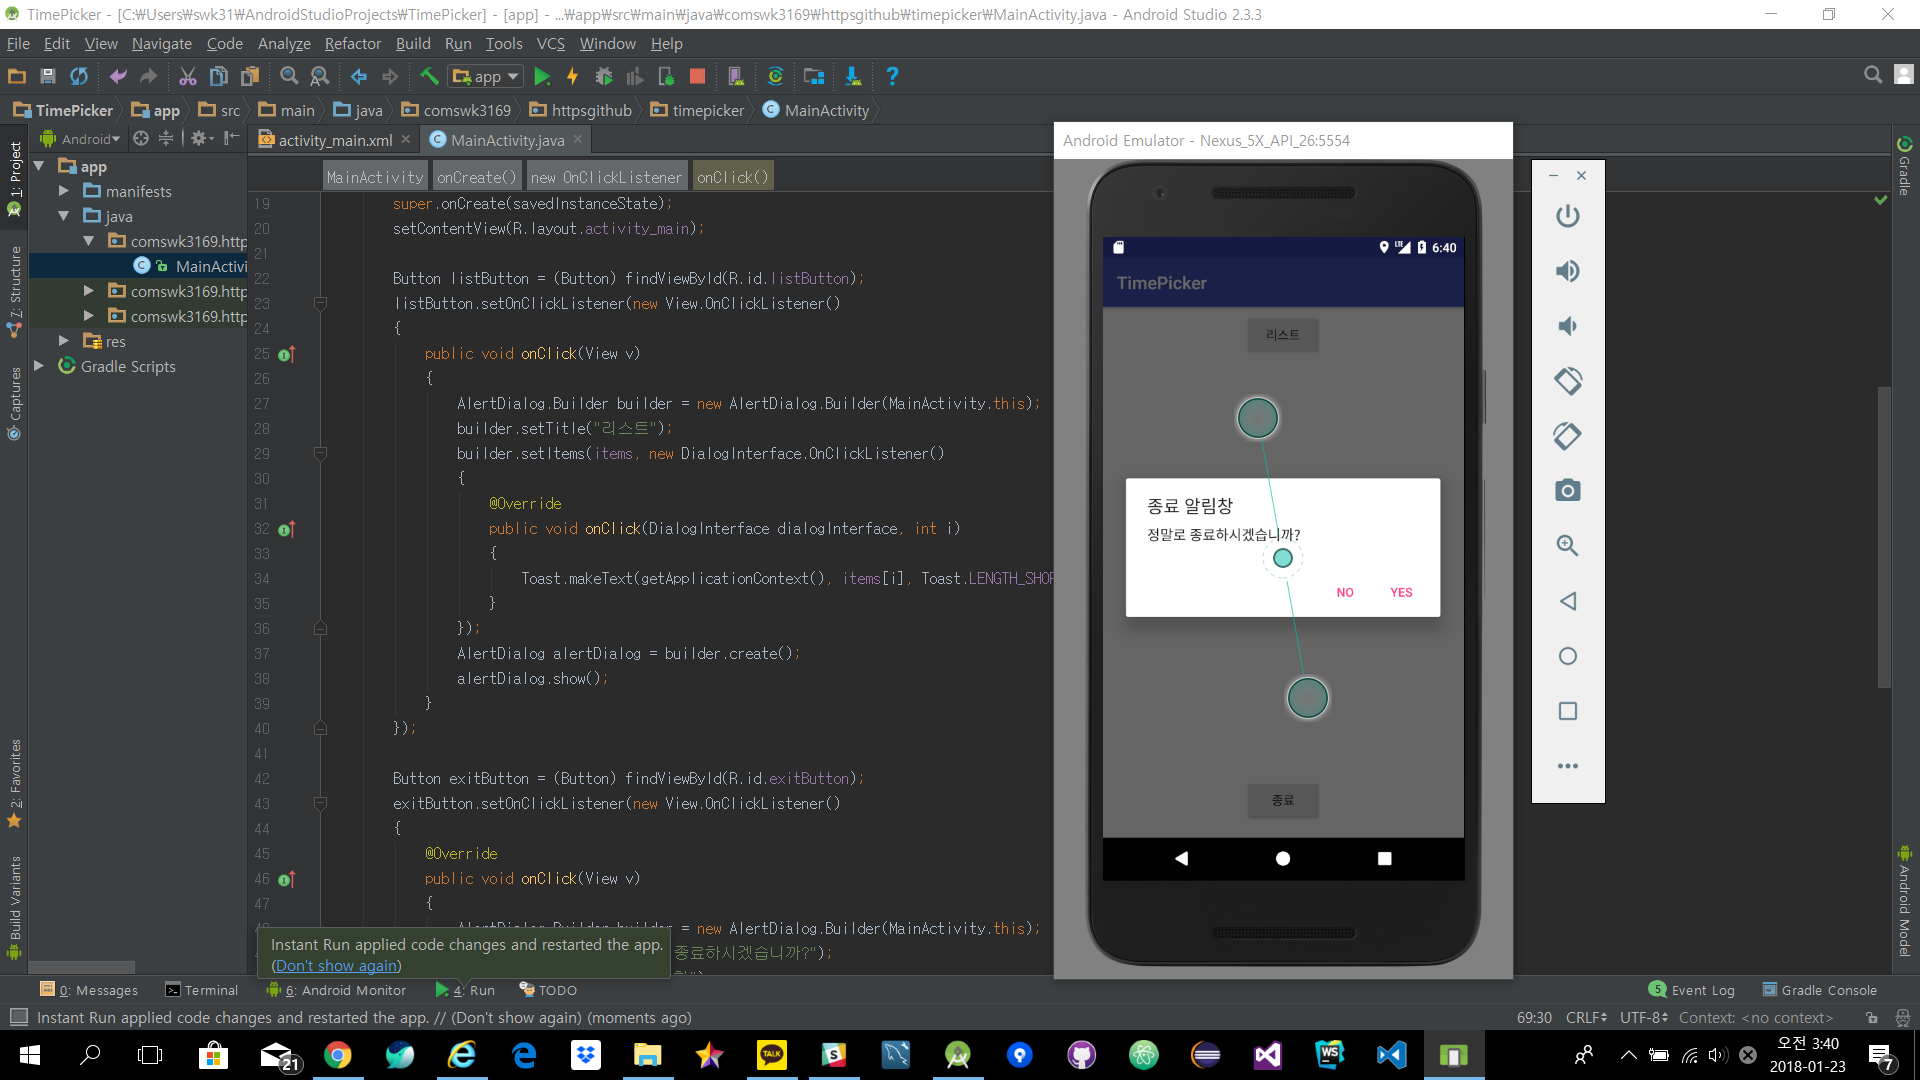 TimePicker - [C:₩Users₩swk31₩AndroidStudioProjects₩TimePicker] - [app] - ...₩app₩src₩main₩java₩comswk3169₩httpsgithub₩timepicker₩MainActivity.java - Android Studio 2.3.3
File Edit View Navigate Code Analyze Refactor Build Run Tools VCS Window Help
app
TimePicker app src main java comswk3169 httpsgithub timepicker MainActivity
Android
activity_main.xml
MainActivity.java
MainActivity onCreate() new OnClickListener onClick()
1: Project
7: Structure
Captures
2: Favorites
Build Variants
app
manifests
java
comswk3169.http
MainActivi
comswk3169.http
comswk3169.http
res
Gradle Scripts
19 super.onCreate(savedInstanceState);
20 setContentView(R.layout.activity_main);
21
22 Button listButton = (Button) findViewById(R.id.listButton);
23 listButton.setOnClickListener(new View.OnClickListener()
24 {
25 public void onClick(View v)
26 {
27 AlertDialog.Builder builder = new AlertDialog.Builder(MainActivity.this);
28 builder.setTitle("리스트");
29 builder.setItems(items, new DialogInterface.OnClickListener()
30 {
31 @Override
32 public void onClick(DialogInterface dialogInterface, int i)
33 {
34 Toast.makeText(getApplicationContext(), items[i], Toast.LENGTH_SHOR
35 }
36 });
37 AlertDialog alertDialog = builder.create();
38 alertDialog.show();
39 }
40 });
41
42 Button exitButton = (Button) findViewById(R.id.exitButton);
43 exitButton.setOnClickListener(new View.OnClickListener()
44 {
45 @Override
46 public void onClick(View v)
47 {
AlertDialog.Builder builder = new AlertDialog.Builder(MainActivity.this);
종료하시겠습니까?");
Instant Run applied code changes and restarted the app.
(Don't show again)
Android Emulator - Nexus_5X_API_26:5554
LTE 6:40
TimePicker
리스트
종료 알림창
정말로 종료하시겠습니까?
NO YES
종료
Gradle
Android Model
0: Messages Terminal 6: Android Monitor 4: Run TODO
5 Event Log Gradle Console
Instant Run applied code changes and restarted the app. // (Don't show again) (moments ago)
69:30 CRLF UTF-8 Context: <no context>
21
TALK
WS
오전 3:40
2018-01-23
7